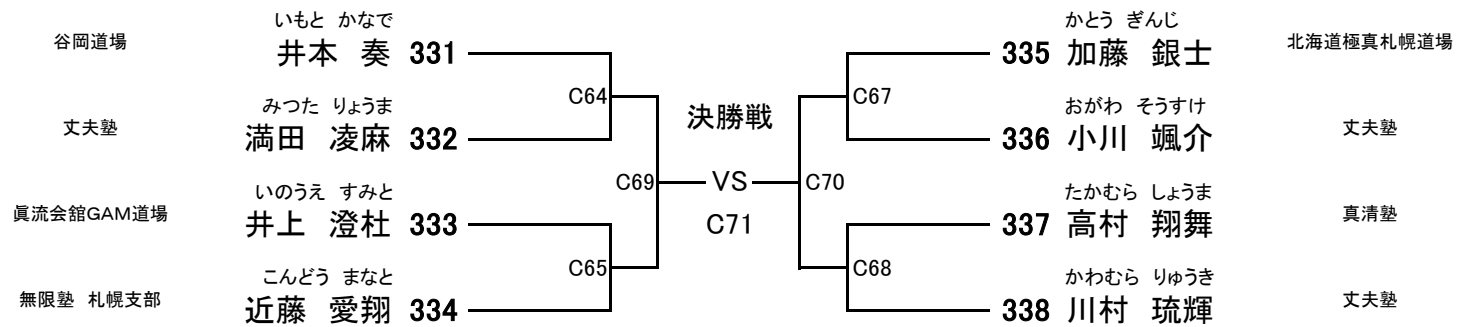 いもと かなで
谷岡道場 井本 奏 331
C64
みつた りょうま
丈夫塾 満田 凌麻 332
C69
いのうえ すみと
眞流会舘GAM道場 井上 澄杜 333
C65
こんどう まなと
無限塾 札幌支部 近藤 愛翔 334
決勝戦
VS
C71
かとう ぎんじ
335 加藤 銀士 北海道極真札幌道場
C67
おがわ そうすけ
336 小川 颯介 丈夫塾
C70
たかむら しょうま
337 高村 翔舞 真清塾
C68
かわむら りゅうき
338 川村 琉輝 丈夫塾